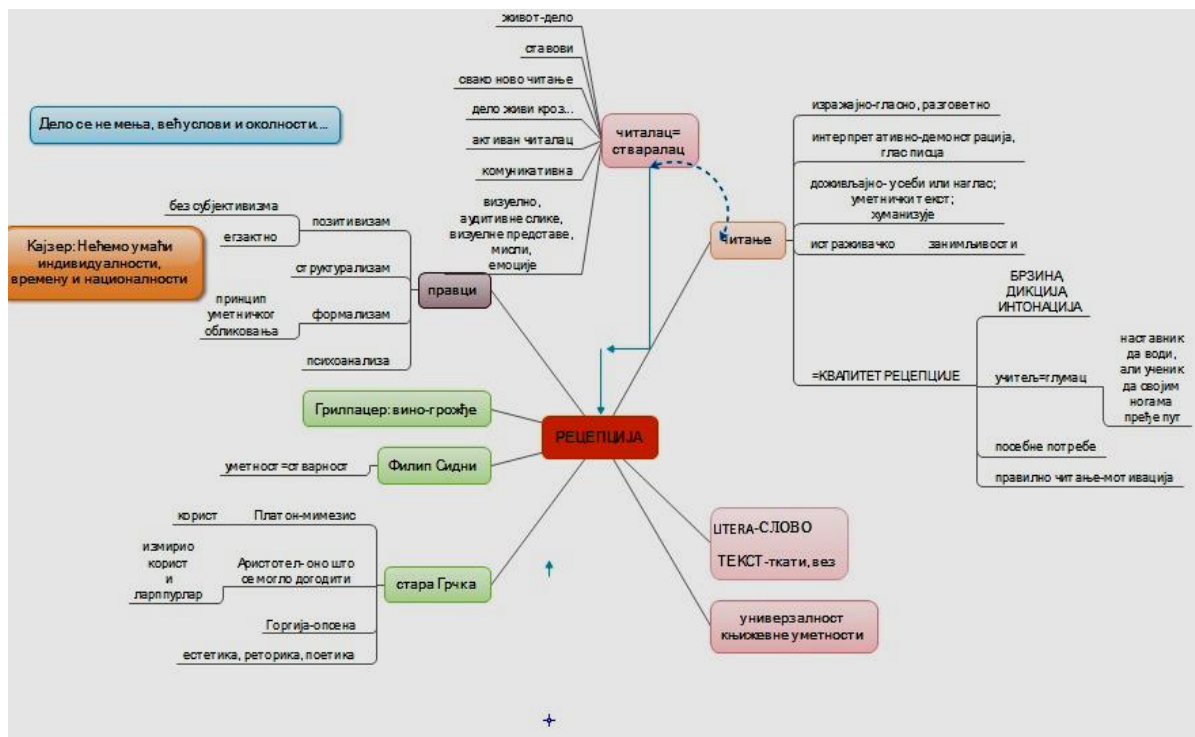 живот-дело
ставови
свако ново читање
дело живи кроз...
активан читалац
комуникативна
визуелно,
аудитивне слике,
визуелне представе,
мисли,
емоције
читалац=
стваралац
Дело се не мења, већ услови и околности....
Кајзер: Нећемо умаћи
индивидуалности,
времену и националности
без субјективизма
егзактно
позитивизам
структурализам
принцип
уметничког
обликовања
формализам
психоанализа
правци
изражајно-гласно, разговетно
интерпретативно-демонстрација,
глас писца
доживљајно- у себи или наглас;
уметнички текст;
хуманизује
истраживачко
занимљивости
читање
=КВАЛИТЕТ РЕЦЕПЦИЈЕ
БРЗИНА,
ДИКЦИЈА,
ИНТОНАЦИЈА
учитељ=глумац
наставник
да води,
али ученик
да својим
ногама
пређе пут
посебне потребе
правилно читање-мотивација
Грилпацер: вино-грожђе
РЕЦЕПЦИЈА
уметност=стварност
Филип Сидни
корист
Платон-мимезис
измирио
корист
и
ларппурлар
Аристотел- оно што
се могло догодити
Горгија-опсена
естетика, реторика, поетика
стара Грчка
LITERA-СЛОВО
ТЕКСТ-ткати, вез
универзалност
књижевне уметности